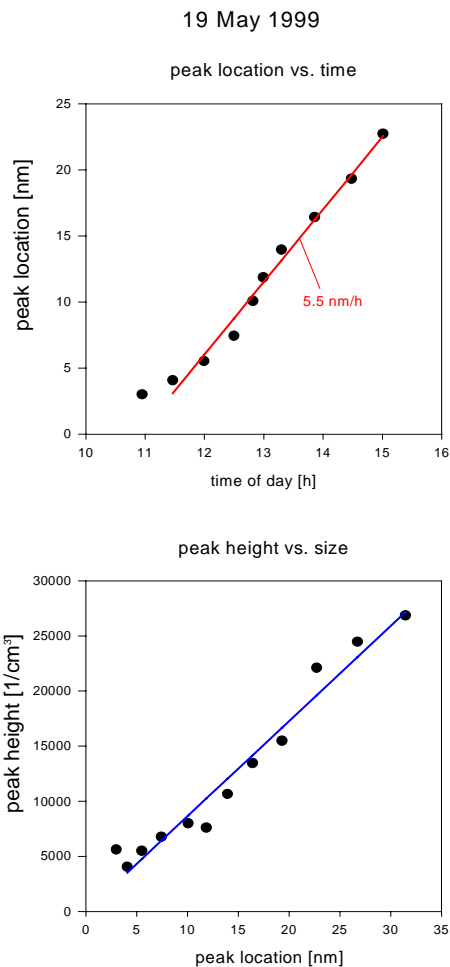 19 May 1999
peak location vs. time
25
20
15
10
5
0
peak location [nm]
5.5 nm/h
10 11 12 13 14 15 16
time of day [h]
peak height vs. size
30000
25000
20000
15000
10000
5000
0
peak height [1/cm³]
0 5 10 15 20 25 30 35
peak location [nm]